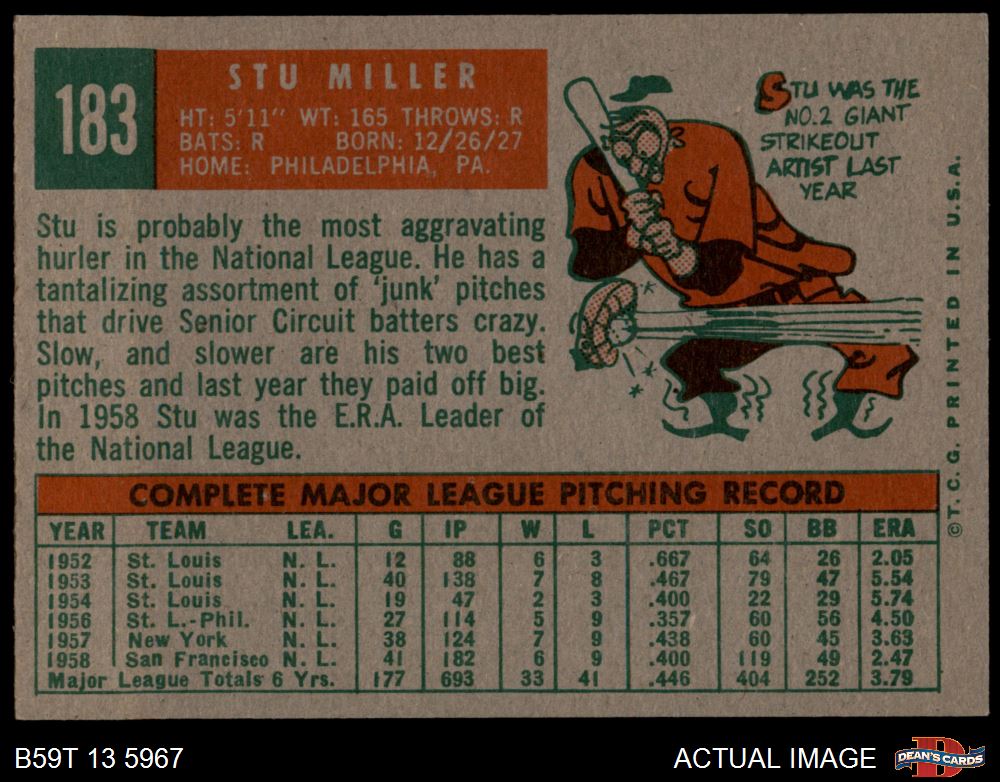 183
STU MILLER
HT: 5'11" WT: 165 THROWS: R
BATS: R BORN: 12/26/27
HOME: PHILADELPHIA, PA.
STU WAS THE
NO.2 GIANT
STRIKEOUT
ARTIST LAST
YEAR
Stu is probably the most aggravating
hurler in the National League. He has a
tantalizing assortment of 'junk' pitches
that drive Senior Circuit batters crazy.
Slow, and slower are his two best
pitches and last year they paid off big.
In 1958 Stu was the E.R.A. Leader of
the National League.
COMPLETE MAJOR LEAGUE PITCHING RECORD
YEAR TEAM LEA. G IP W L PCT SO BB ERA
1952 St. Louis N. L. 12 88 6 3 .667 64 26 2.05
1953 St. Louis N. L. 40 138 7 8 .467 79 47 5.54
1954 St. Louis N. L. 19 47 2 3 .400 22 29 5.74
1956 St. L.-Phil. N. L. 27 114 5 9 .357 60 56 4.50
1957 New York N. L. 38 124 7 9 .438 60 45 3.63
1958 San Francisco N. L. 41 182 6 9 .400 119 49 2.47
Major League Totals 6 Yrs. 177 693 33 41 .446 404 252 3.79
©T. C. G. PRINTED IN U.S.A.
B59T 13 5967
ACTUAL IMAGE
D
DEAN'S CARDS